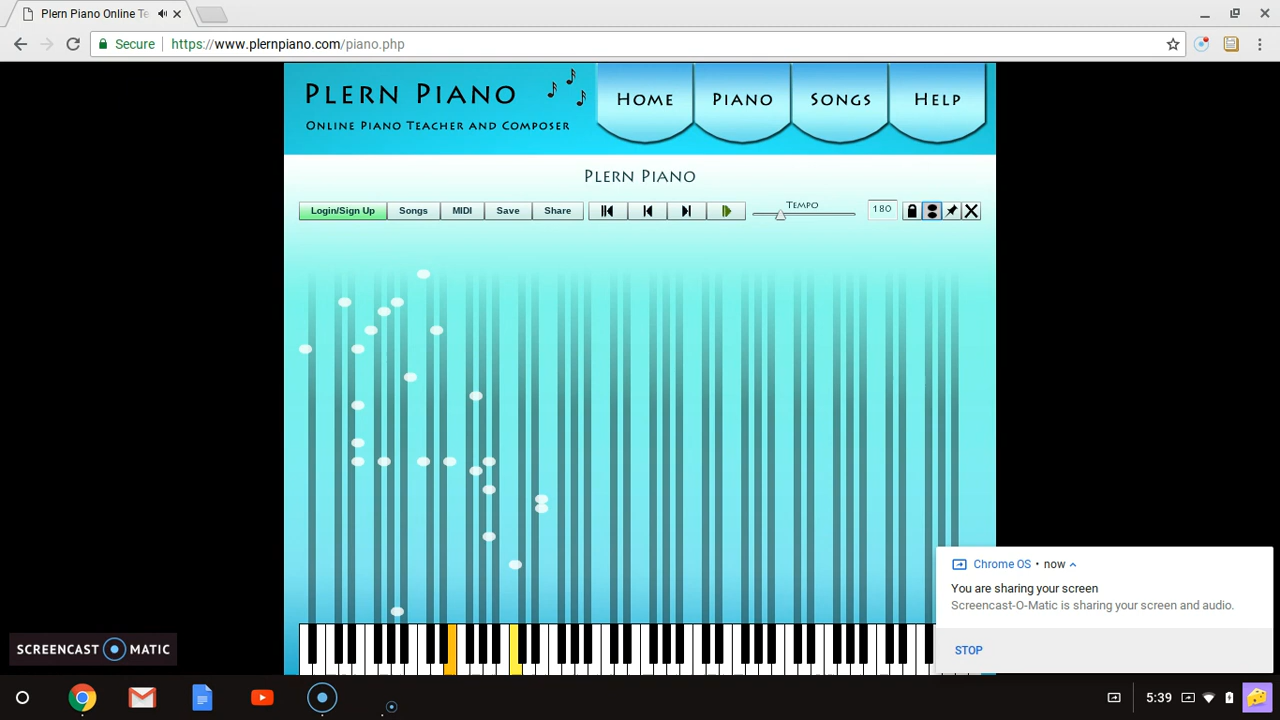 Plern Piano Online Te
Secure
https://www.plernpiano.com/piano.php
PLERN PIANO
ONLINE PIANO TEACHER AND COMPOSER
HOME
PIANO
SONGS
HELP
PLERN PIANO
Login/Sign Up
Songs
MIDI
Save
Share
TEMPO
180
Chrome OS • now
You are sharing your screen
Screencast-O-Matic is sharing your screen and audio.
STOP
SCREENCAST MATIC
5:39